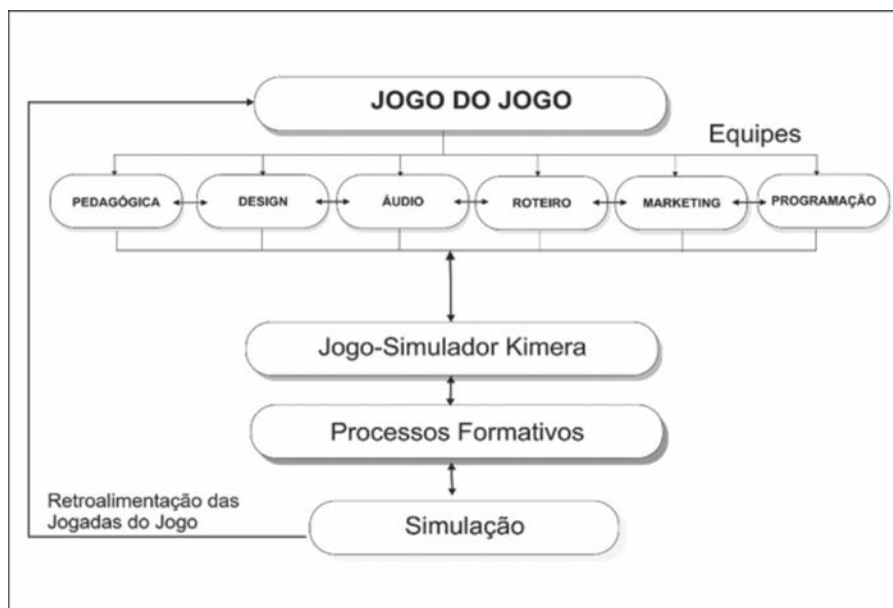 JOGO DO JOGO
Equipes
PEDAGÓGICA
DESIGN
ÁUDIO
ROTEIRO
MARKETING
PROGRAMAÇÃO
Jogo-Simulador Kimera
Processos Formativos
Retroalimentação das
Jogadas do Jogo
Simulação